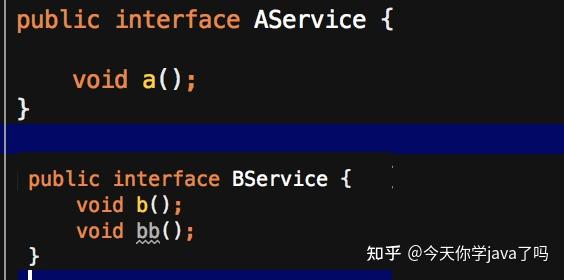 public interface AService {
void a();
}
public interface BService {
void b();
void bb();
}
知乎 @今天你学java了吗